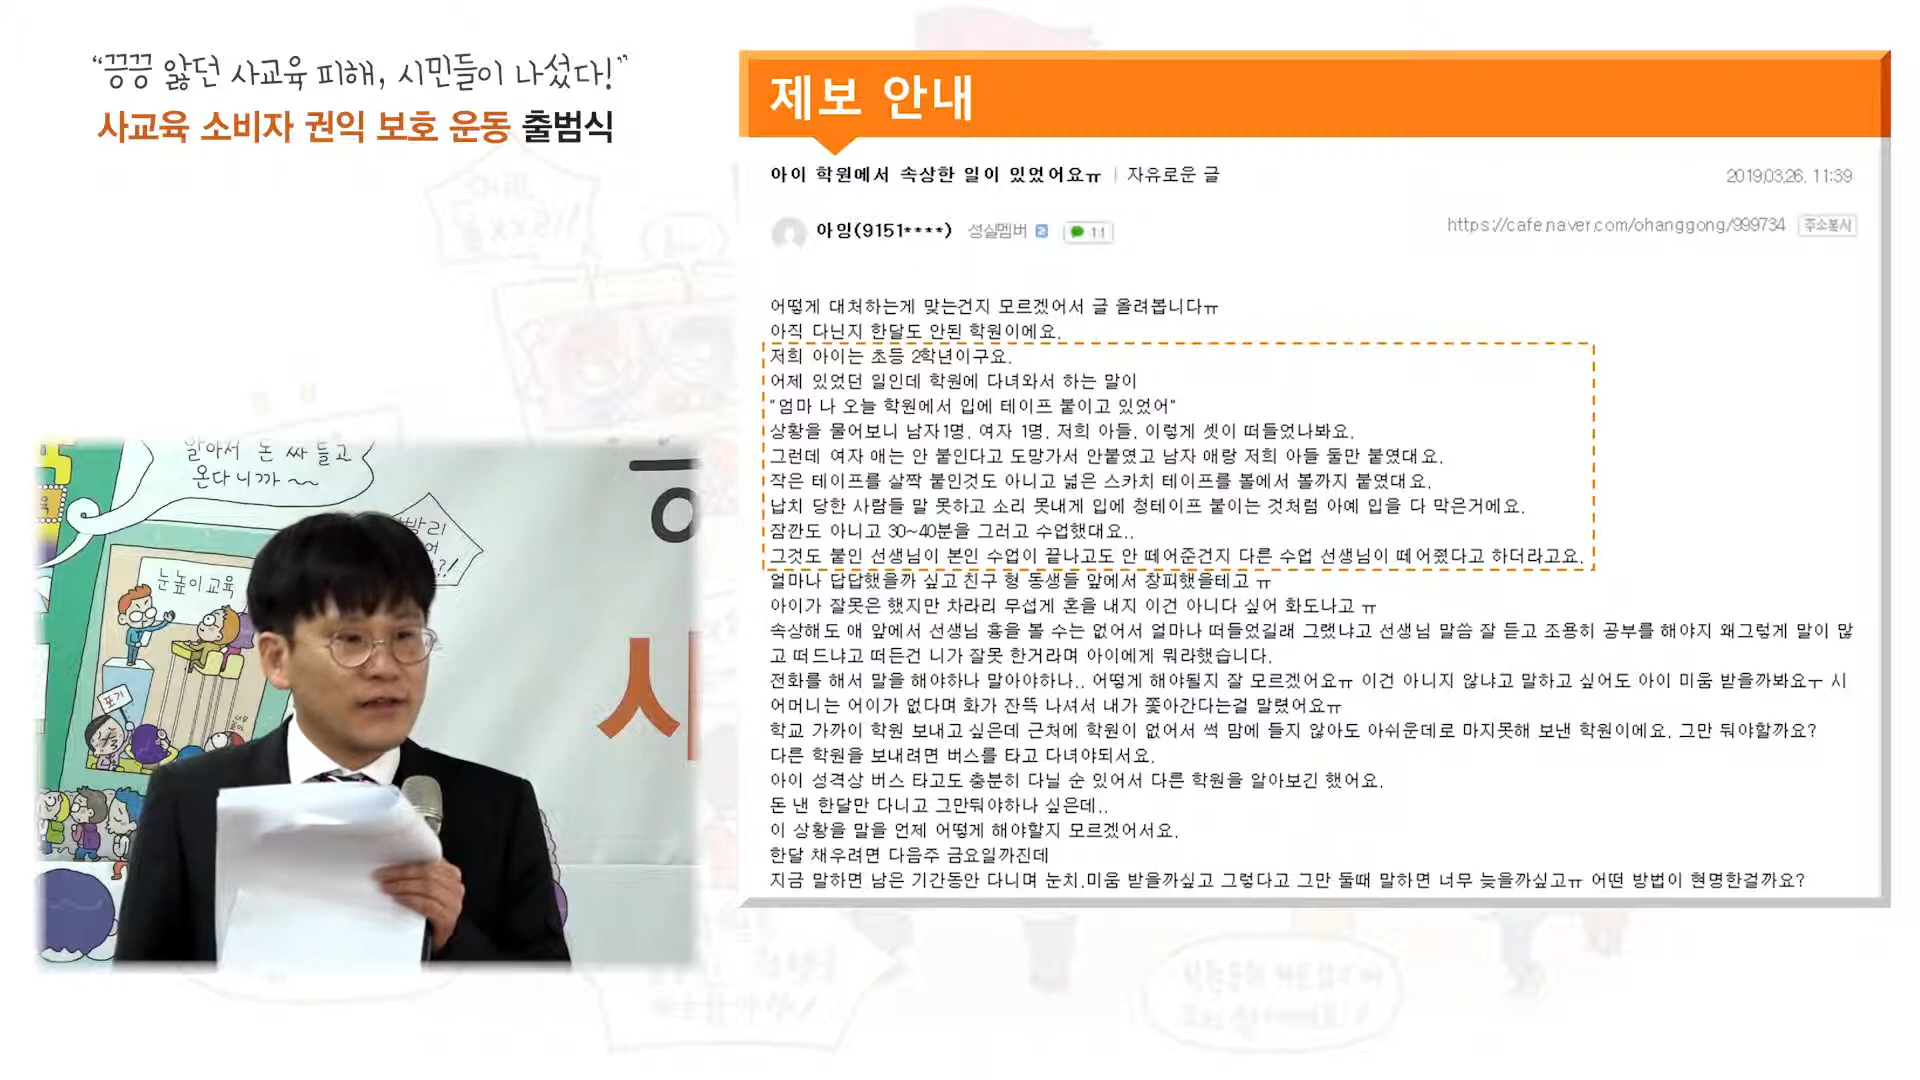 “끙끙 앓던 사교육 피해, 시민들이 나섰다!”
사교육 소비자 권익 보호 운동 출범식
제보 안내
아이 학원에서 속상한 일이 있었어요ㅠ | 자유로운 글
2019.03.26. 11:39
아잉(9151****) 성실멤버 2 1:1
https://cafe.naver.com/ohanggong/999734 주소복사
어떻게 대처하는게 맞는건지 모르겠어서 글 올려봅니다ㅠ
아직 다닌지 한달도 안된 학원이에요.
저희 아이는 초등 2학년이구요.
어제 있었던 일인데 학원에 다녀와서 하는 말이
"엄마 나 오늘 학원에서 입에 테이프 붙이고 있었어"
상황을 물어보니 남자1명, 여자 1명, 저희 아들, 이렇게 셋이 떠들었나봐요.
그런데 여자 애는 안 붙인다고 도망가서 안붙였고 남자 애랑 저희 아들 둘만 붙였대요.
작은 테이프를 살짝 붙인것도 아니고 넓은 스카치 테이프를 볼에서 볼까지 붙였대요.
납치 당한 사람들 말 못하고 소리 못내게 입에 청테이프 붙이는 것처럼 아예 입을 다 막은거에요.
잠깐도 아니고 30~40분을 그러고 수업했대요..
그것도 붙인 선생님이 본인 수업이 끝나고도 안 떼어준건지 다른 수업 선생님이 떼어줬다고 하더라고요.
얼마나 답답했을까 싶고 친구 형 동생들 앞에서 창피했을테고 ㅠ
아이가 잘못은 했지만 차라리 무섭게 혼을 내지 이건 아니다 싶어 화도나고 ㅠ
속상해도 애 앞에서 선생님 흉을 볼 수는 없어서 얼마나 떠들었길래 그랬냐고 선생님 말씀 잘 듣고 조용히 공부를 해야지 왜그렇게 말이 많
고 떠드냐고 떠든건 니가 잘못 한거라며 아이에게 뭐라했습니다.
전화를 해서 말을 해야하나 말아야하나.. 어떻게 해야될지 잘 모르겠어요ㅠ 이건 아니지 않냐고 말하고 싶어도 아이 미움 받을까봐요ㅜ 시
어머니는 어이가 없다며 화가 잔뜩 나셔서 내가 쫓아간다는걸 말렸어요ㅠ
학교 가까이 학원 보내고 싶은데 근처에 학원이 없어서 썩 맘에 들지 않아도 아쉬운데로 마지못해 보낸 학원이에요. 그만 둬야할까요?
다른 학원을 보내려면 버스를 타고 다녀야되서요.
아이 성격상 버스 타고도 충분히 다닐 순 있어서 다른 학원을 알아보긴 했어요.
돈 낸 한달만 다니고 그만둬야하나 싶은데..
이 상황을 말을 언제 어떻게 해야할지 모르겠어서요.
한달 채우려면 다음주 금요일까진데
지금 말하면 남은 기간동안 다니며 눈치,미움 받을까싶고 그렇다고 그만 둘때 말하면 너무 늦을까싶고ㅠ 어떤 방법이 현명한걸까요?
알아서 돈 싸 들고
온다니까~~
눈높이교육
포기
사